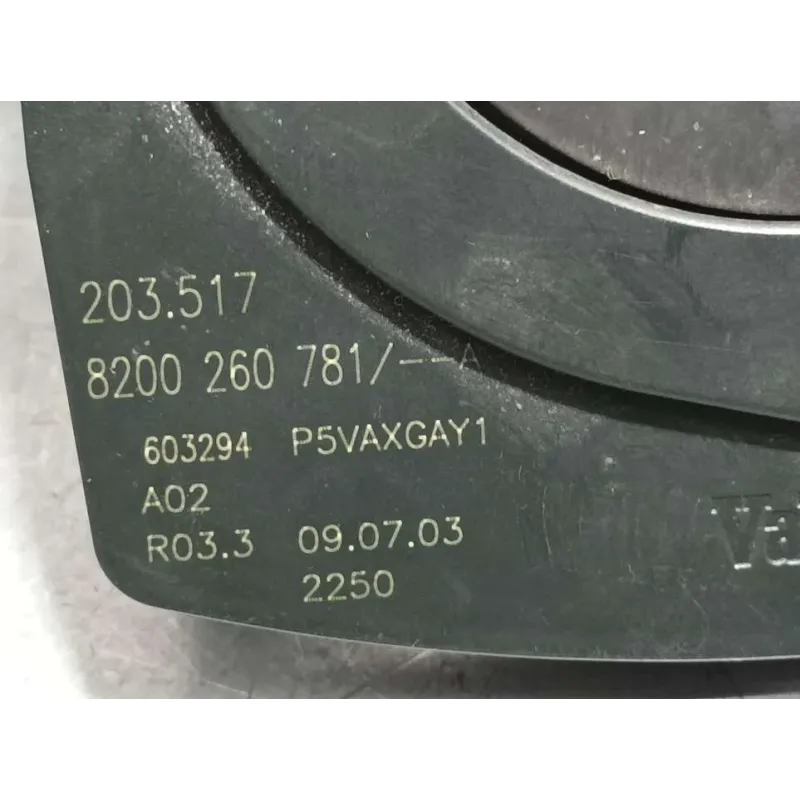 203.517
8200 260 781/--A
603294 P5VAXGAY1
A02
R03.3 09.07.03
2250